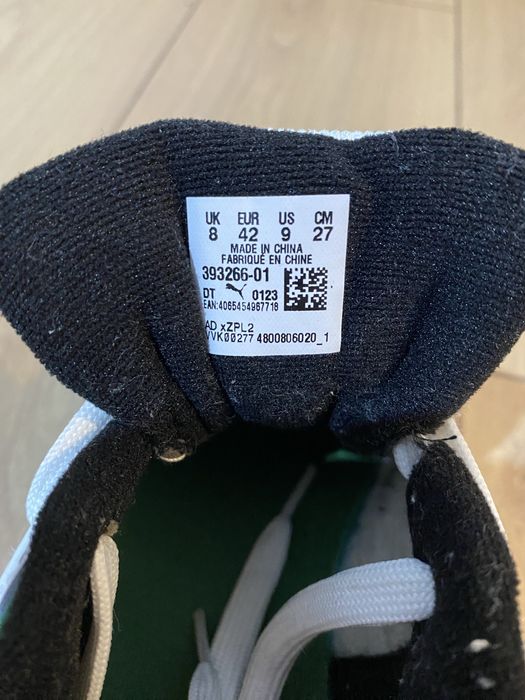 UK EUR US CM
8 42 9 27
MADE IN CHINA
FABRIQUÉ EN CHINE
393266-01
DT 0123
EAN:4065454967718
AD xZPL2
VVK00277 4800806020_1